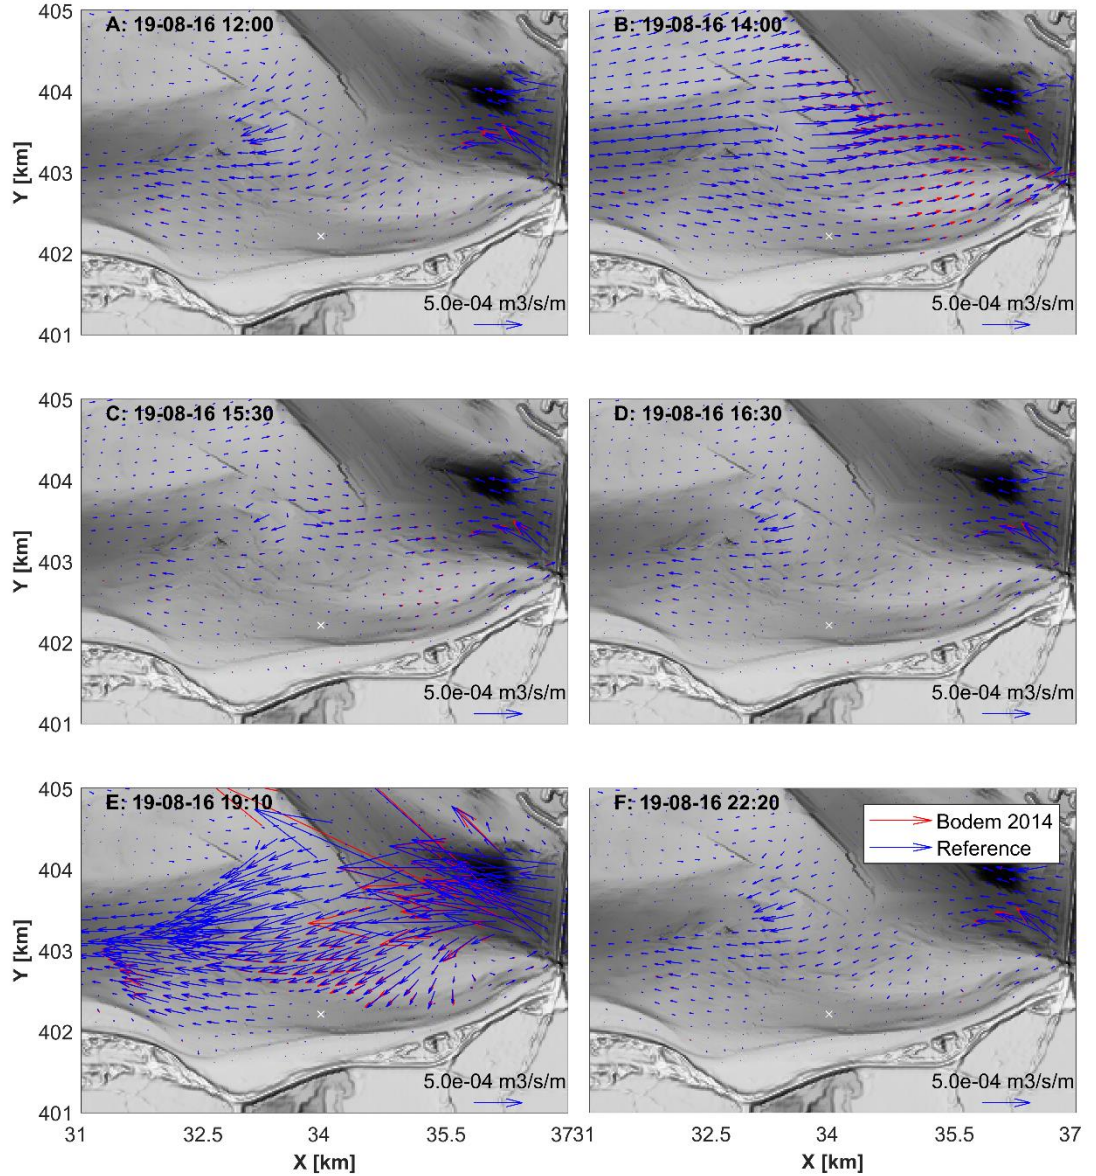 405
404
403
402
401
Y [km]
A: 19-08-16 12:00
5.0e-04 m3/s/m
B: 19-08-16 14:00
5.0e-04 m3/s/m
405
404
403
402
401
Y [km]
C: 19-08-16 15:30
5.0e-04 m3/s/m
D: 19-08-16 16:30
5.0e-04 m3/s/m
405
404
403
402
401
Y [km]
E: 19-08-16 19:10
5.0e-04 m3/s/m
31 32.5 34 35.5 37
X [km]
F: 19-08-16 22:20
Bodem 2014
Reference
5.0e-04 m3/s/m
31 32.5 34 35.5 37
X [km]